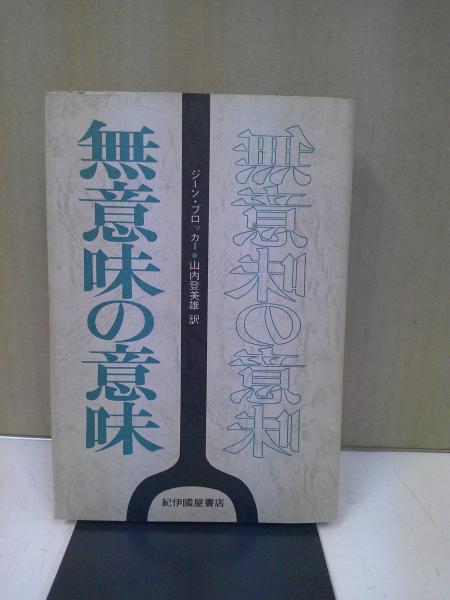 無意味の意味
ジーン・ブロッカー●山内登美雄 訳
無意味の意味
紀伊國屋書店